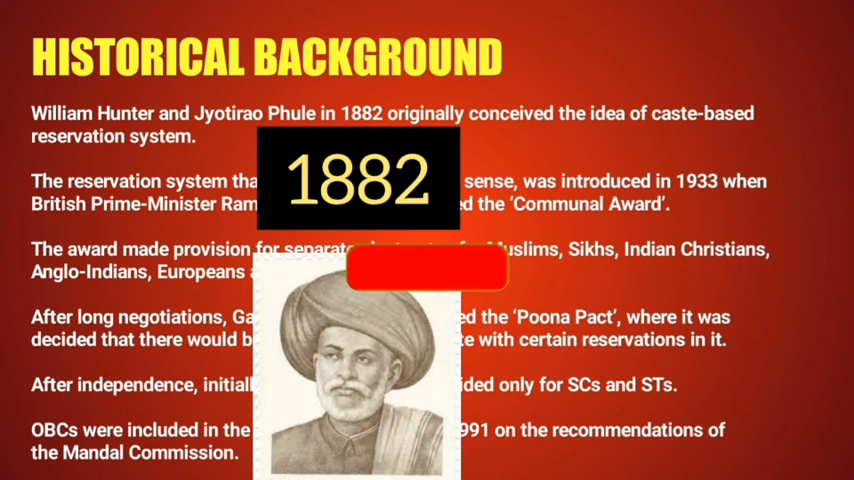 HISTORICAL BACKGROUND
William Hunter and Jyotirao Phule in 1882 originally conceived the idea of caste-based
reservation system.
1882
The reservation system tha sense, was introduced in 1933 when
British Prime-Minister Ram ed the ‘Communal Award’.
The award made provision for separate Muslims, Sikhs, Indian Christians,
Anglo-Indians, Europeans
After long negotiations, Ga ed the ‘Poona Pact’, where it was
decided that there would b te with certain reservations in it.
After independence, initiall ided only for SCs and STs.
OBCs were included in the 991 on the recommendations of
the Mandal Commission.